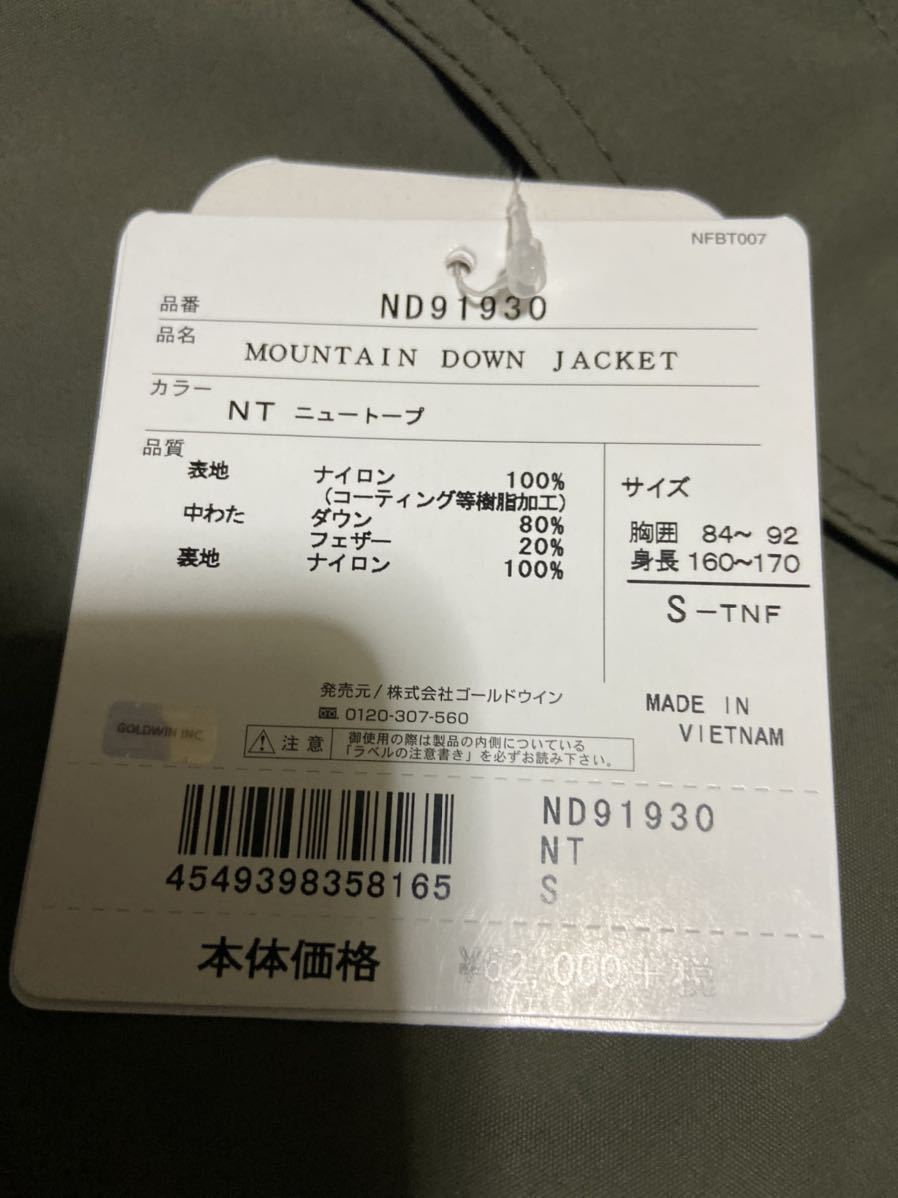 NFBT007
品番 ND91930
品名 MOUNTAIN DOWN JACKET
カラー NT ニュートープ
品質
表地 ナイロン 100%
(コーティング等樹脂加工)
中わた ダウン 80%
フェザー 20%
裏地 ナイロン 100%
サイズ
胸囲 84〜 92
身長 160〜170
S-TNF
発売元/株式会社ゴールドウイン
0120-307-560
MADE IN
VIETNAM
GOLDWIN INC
注意
御使用の際は製品の内側についている
「ラベルの注意書き」を必ずお読み下さい。
4549398358165
ND91930
NT
S
本体価格 ¥62,000+税